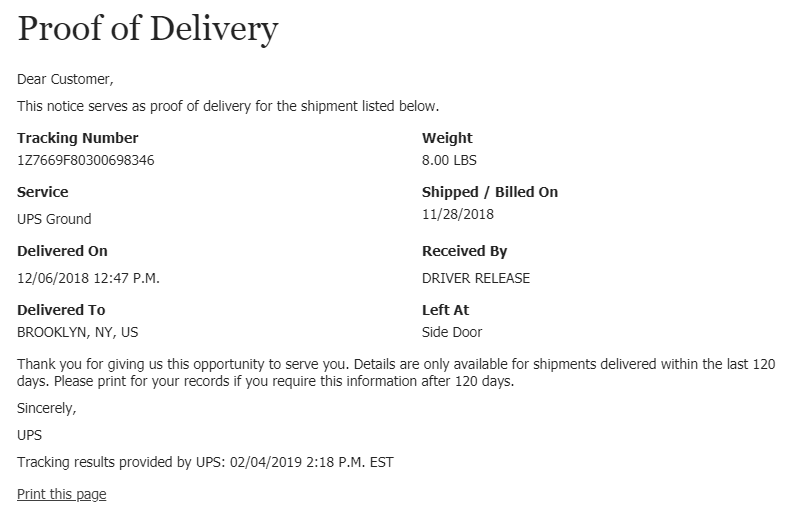 Proof of Delivery
Dear Customer,
This notice serves as proof of delivery for the shipment listed below.
Tracking Number
1Z7669F80300698346
Weight
8.00 LBS
Service
UPS Ground
Shipped / Billed On
11/28/2018
Delivered On
12/06/2018 12:47 P.M.
Received By
DRIVER RELEASE
Delivered To
BROOKLYN, NY, US
Left At
Side Door
Thank you for giving us this opportunity to serve you. Details are only available for shipments delivered within the last 120
days. Please print for your records if you require this information after 120 days.
Sincerely,
UPS
Tracking results provided by UPS: 02/04/2019 2:18 P.M. EST
Print this page